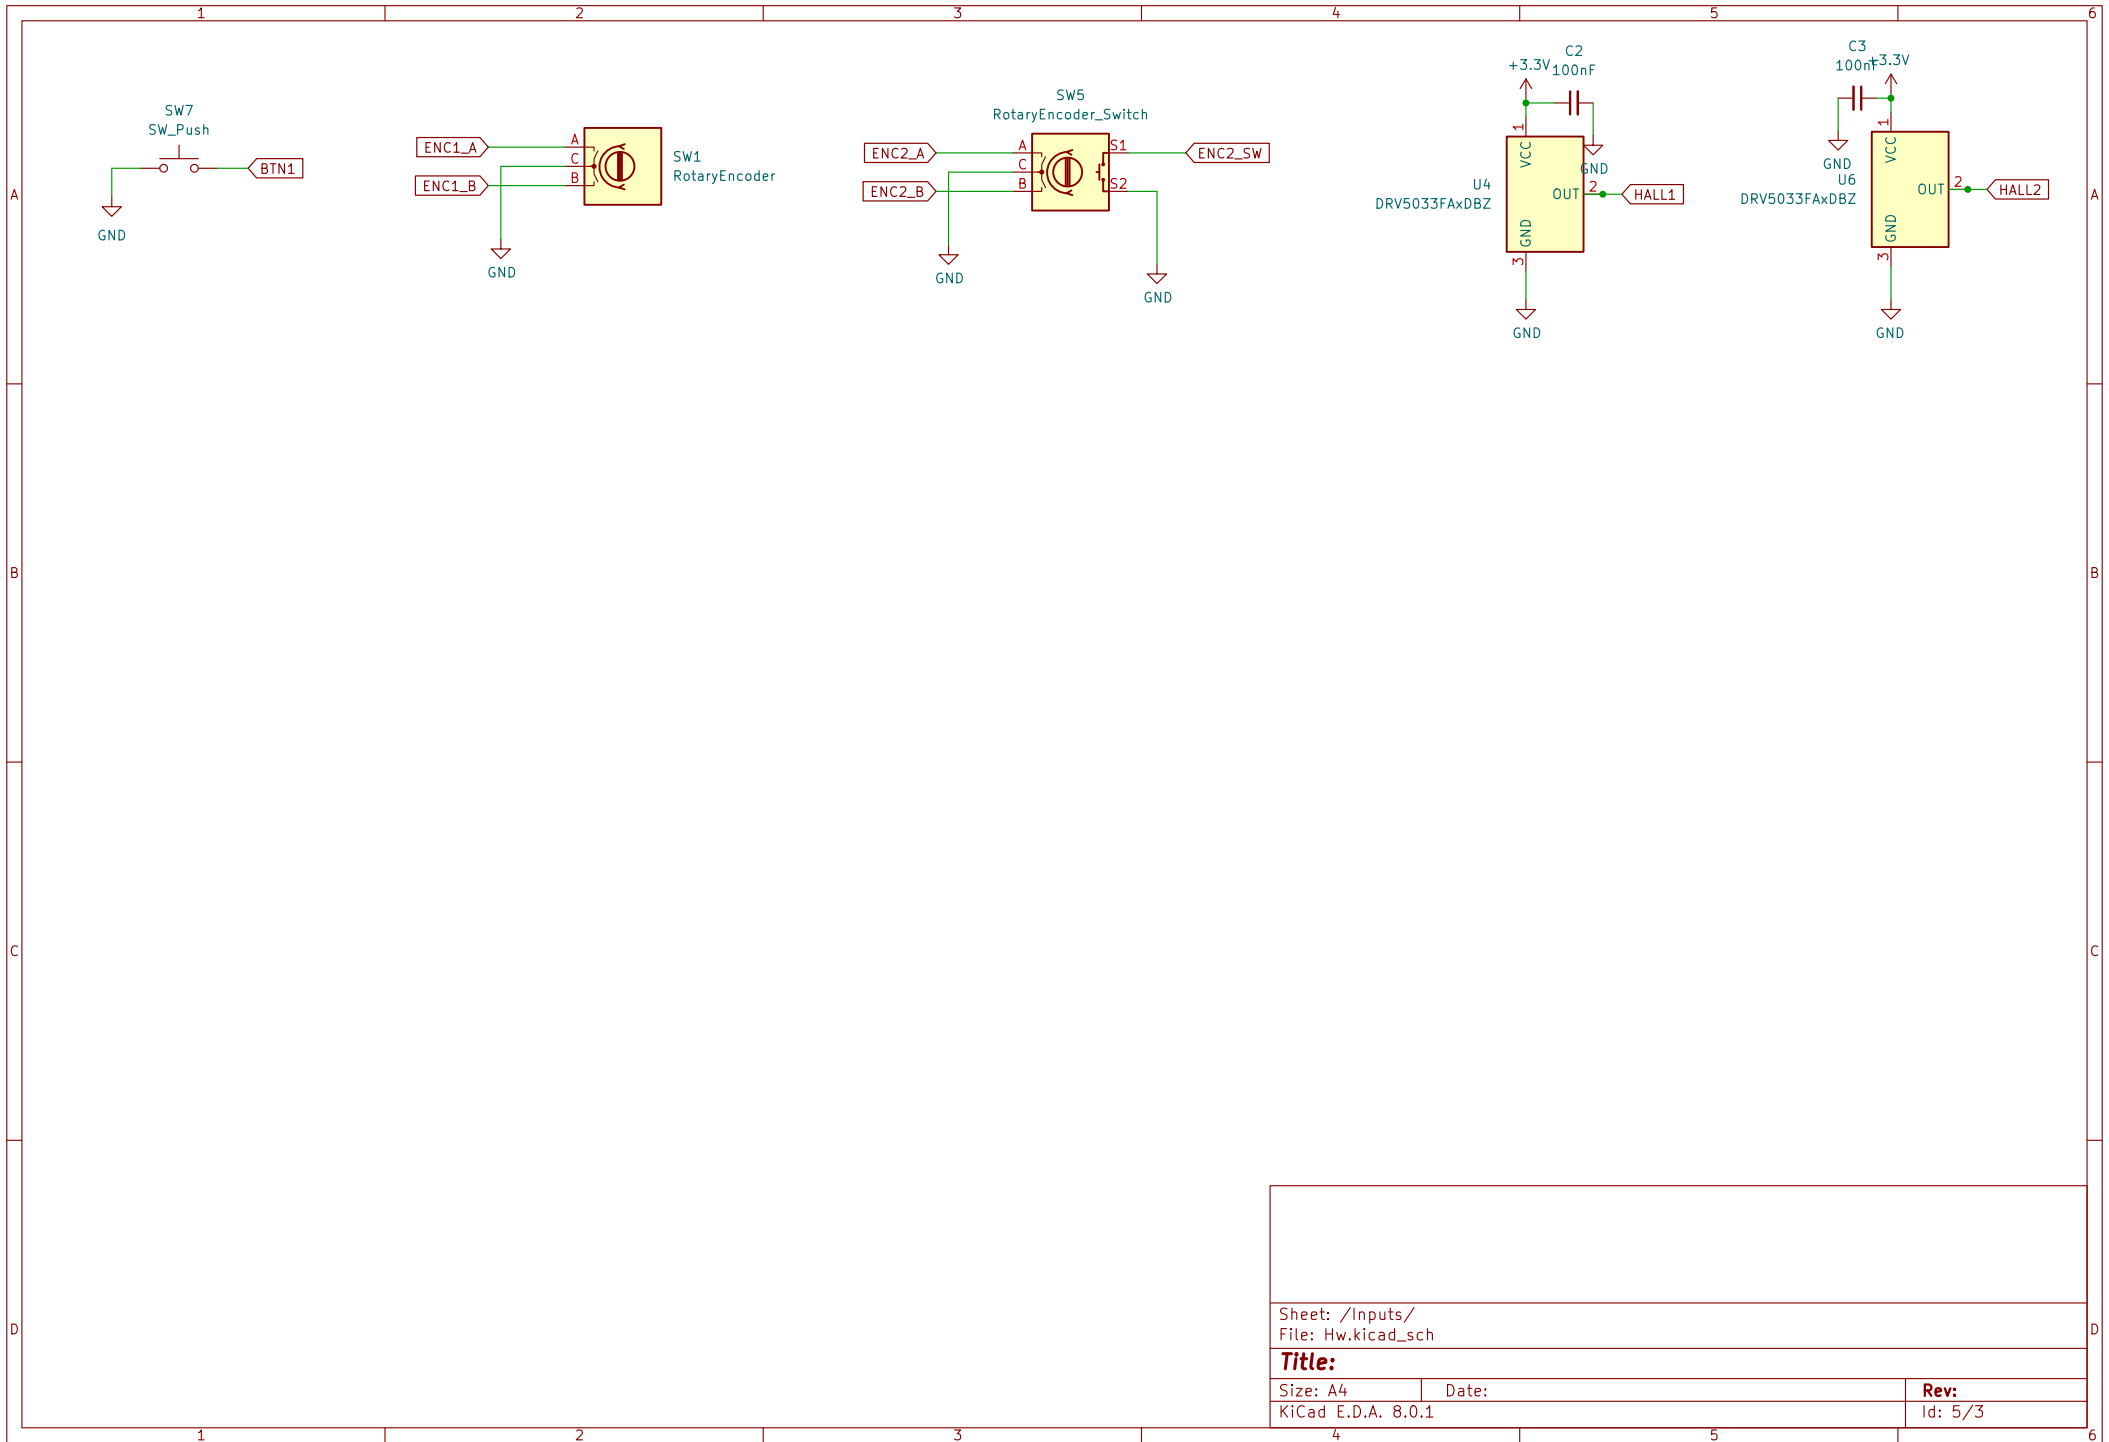 1 2 3 4 5 6
A
B
C
D
SW7
SW_Push
BTN1
GND
ENC1_A
ENC1_B
A
C
B
SW1
RotaryEncoder
GND
SW5
RotaryEncoder_Switch
ENC2_A
ENC2_B
A
C
B
S1
S2
ENC2_SW
GND
GND
C2
100nF
+3.3V
1
VCC
GND
U4
DRV5033FAxDBZ
OUT
2
HALL1
GND
3
GND
C3
100nF
+3.3V
1
VCC
GND
U6
DRV5033FAxDBZ
OUT
2
HALL2
GND
3
GND
A
B
C
D
Sheet: /Inputs/
File: Hw.kicad_sch
Title:
Size: A4 Date: Rev:
KiCad E.D.A. 8.0.1 Id: 5/3
1 2 3 4 5 6